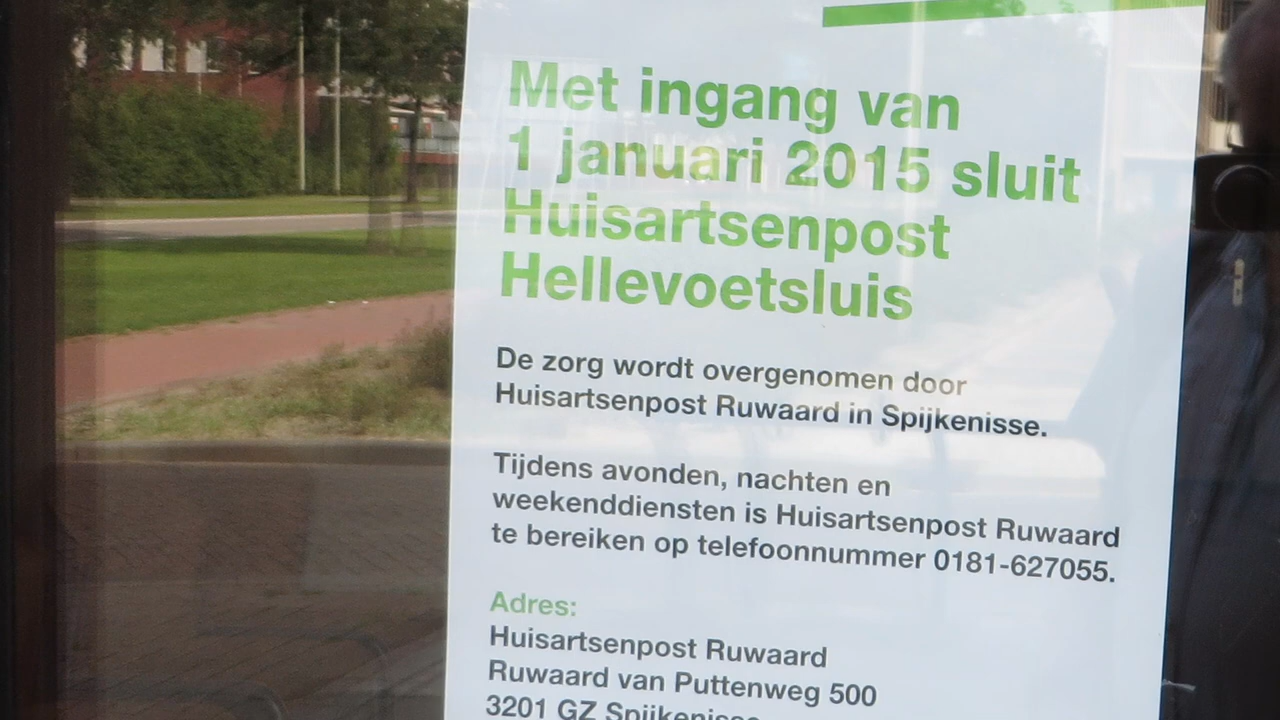 Met ingang van
1 januari 2015 sluit
Huisartsenpost
Hellevoetsluis
De zorg wordt overgenomen door
Huisartsenpost Ruwaard in Spijkenisse.
Tijdens avonden, nachten en
weekenddiensten is Huisartsenpost Ruwaard
te bereiken op telefoonnummer 0181-627055.
Adres:
Huisartsenpost Ruwaard
Ruwaard van Puttenweg 500
3201 GZ Spijkenisse